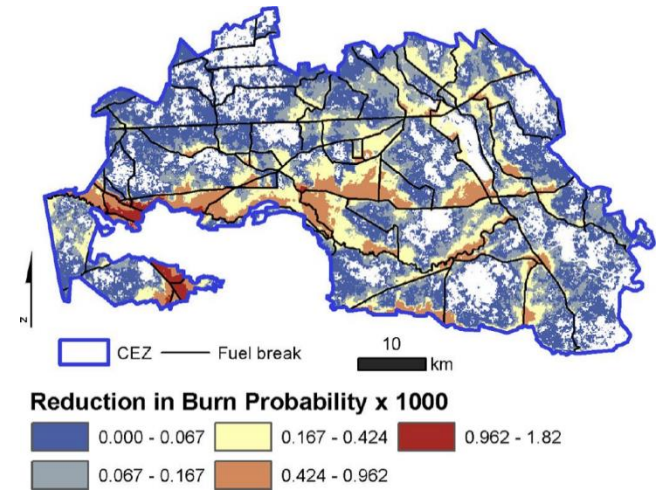 z
CEZ
Fuel break
10
km
Reduction in Burn Probability x 1000
0.000 - 0.067 0.167 - 0.424 0.962 - 1.82
0.067 - 0.167 0.424 - 0.962